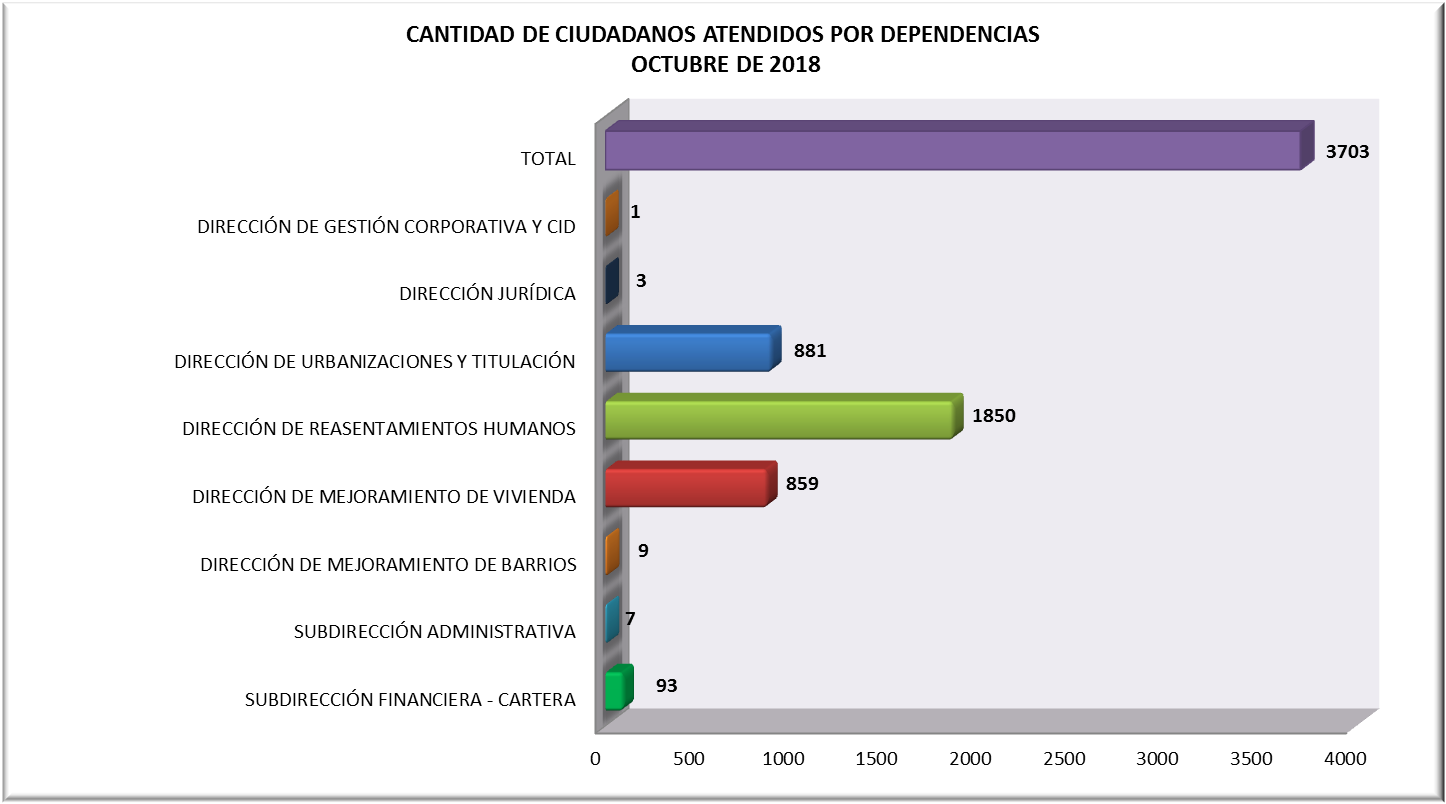 CANTIDAD DE CIUDADANOS ATENDIDOS POR DEPENDENCIAS
OCTUBRE DE 2018
TOTAL 3703
DIRECCIÓN DE GESTIÓN CORPORATIVA Y CID 1
DIRECCIÓN JURÍDICA 3
DIRECCIÓN DE URBANIZACIONES Y TITULACIÓN 881
DIRECCIÓN DE REASENTAMIENTOS HUMANOS 1850
DIRECCIÓN DE MEJORAMIENTO DE VIVIENDA 859
DIRECCIÓN DE MEJORAMIENTO DE BARRIOS 9
SUBDIRECCIÓN ADMINISTRATIVA 7
SUBDIRECCIÓN FINANCIERA - CARTERA 93
0 500 1000 1500 2000 2500 3000 3500 4000